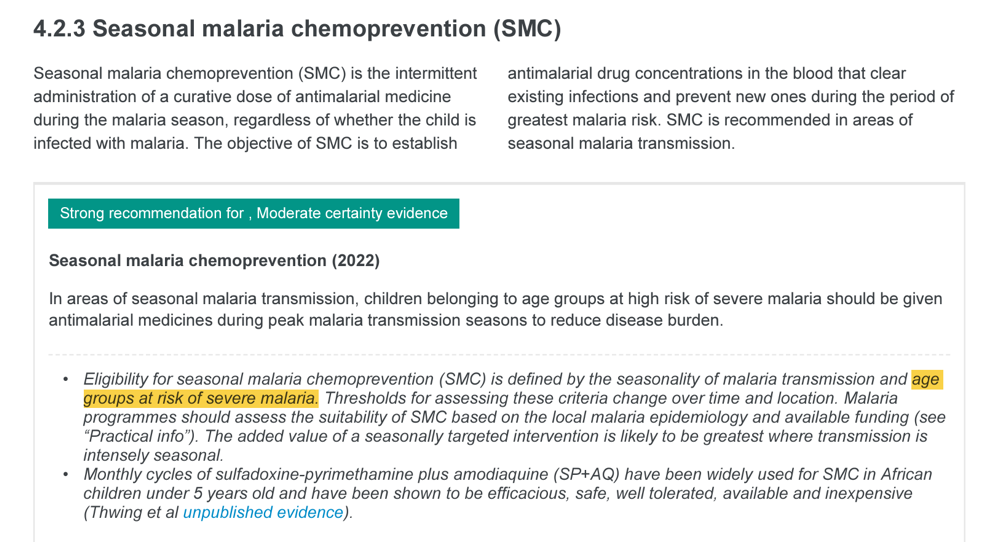 4.2.3 Seasonal malaria chemoprevention (SMC)
Seasonal malaria chemoprevention (SMC) is the intermittent
administration of a curative dose of antimalarial medicine
during the malaria season, regardless of whether the child is
infected with malaria. The objective of SMC is to establish
antimalarial drug concentrations in the blood that clear
existing infections and prevent new ones during the period of
greatest malaria risk. SMC is recommended in areas of
seasonal malaria transmission.
Strong recommendation for , Moderate certainty evidence
Seasonal malaria chemoprevention (2022)
In areas of seasonal malaria transmission, children belonging to age groups at high risk of severe malaria should be given
antimalarial medicines during peak malaria transmission seasons to reduce disease burden.
• Eligibility for seasonal malaria chemoprevention (SMC) is defined by the seasonality of malaria transmission and age
groups at risk of severe malaria. Thresholds for assessing these criteria change over time and location. Malaria
programmes should assess the suitability of SMC based on the local malaria epidemiology and available funding (see
“Practical info”). The added value of a seasonally targeted intervention is likely to be greatest where transmission is
intensely seasonal.
• Monthly cycles of sulfadoxine-pyrimethamine plus amodiaquine (SP+AQ) have been widely used for SMC in African
children under 5 years old and have been shown to be efficacious, safe, well tolerated, available and inexpensive
(Thwing et al unpublished evidence).